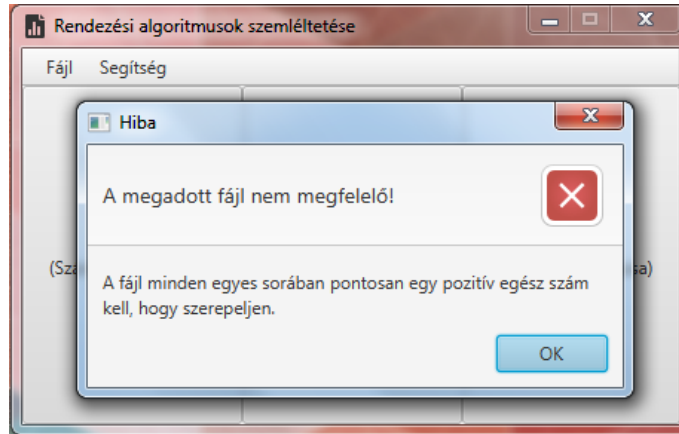 Rendezési algoritmusok szemléltetése
Fájl Segítség
Hiba
A megadott fájl nem megfelelő!
A fájl minden egyes sorában pontosan egy pozitív egész szám
kell, hogy szerepeljen.
OK